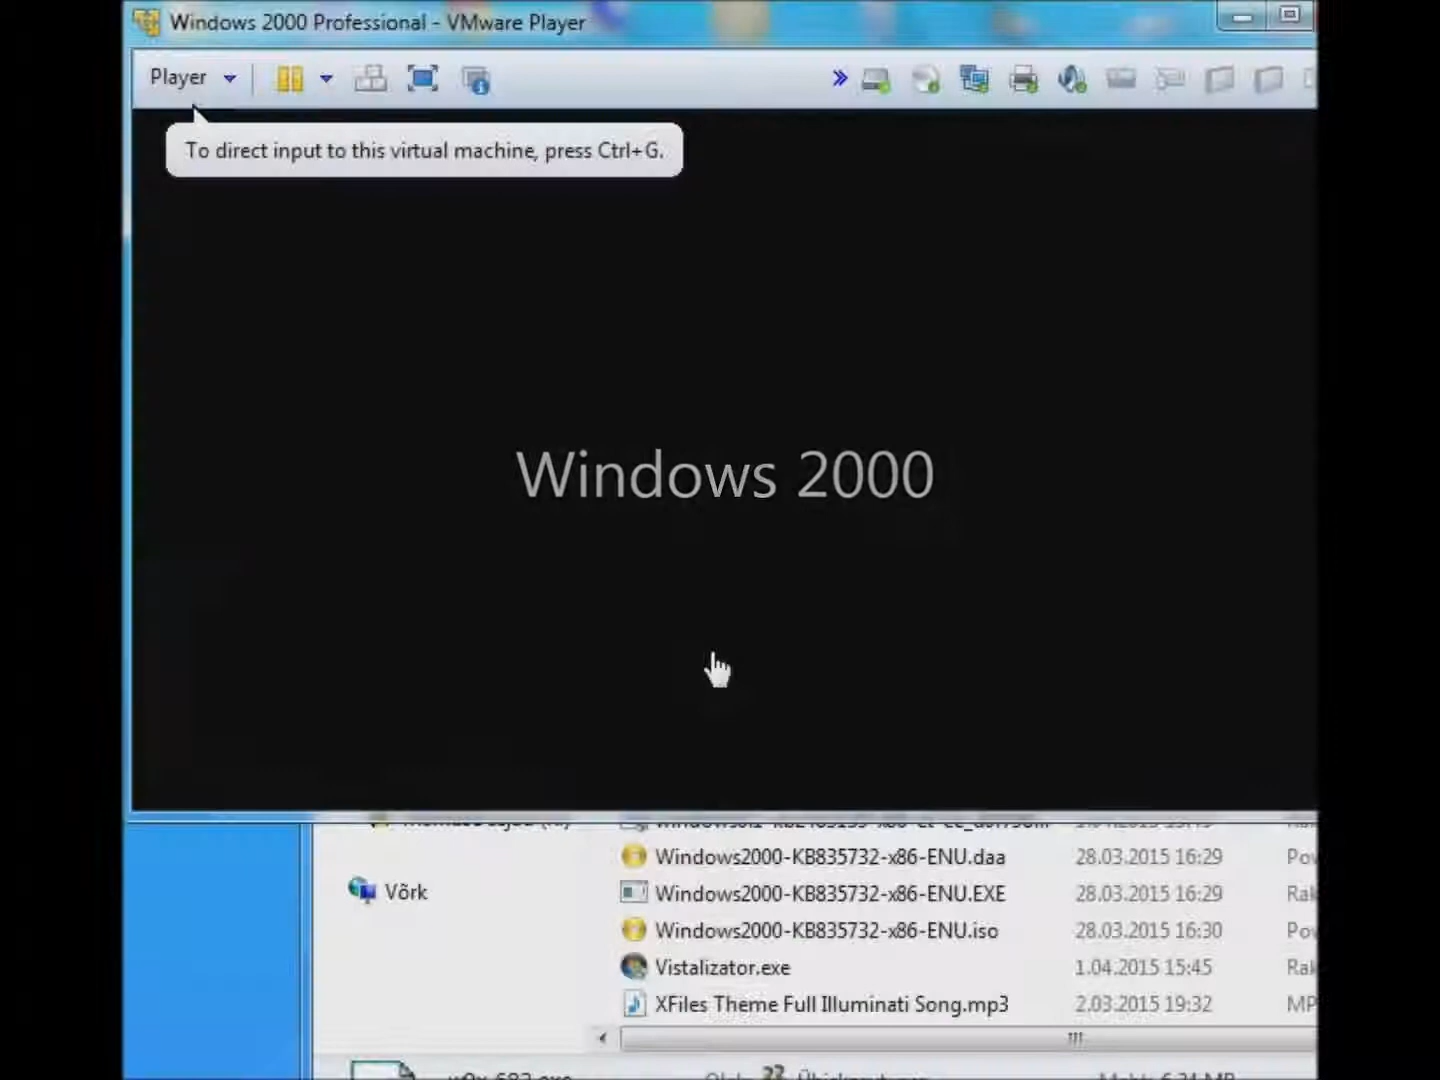 Windows 2000 Professional - VMware Player
Player
To direct input to this virtual machine, press Ctrl+G.
Windows 2000
Windows2000-KB835732-x86-ENU.daa 28.03.2015 16:29
Võrk
Windows2000-KB835732-x86-ENU.EXE 28.03.2015 16:29
Windows2000-KB835732-x86-ENU.iso 28.03.2015 16:30
Vistalizator.exe 1.04.2015 15:45
XFiles Theme Full Illuminati Song.mp3 2.03.2015 19:32 MP